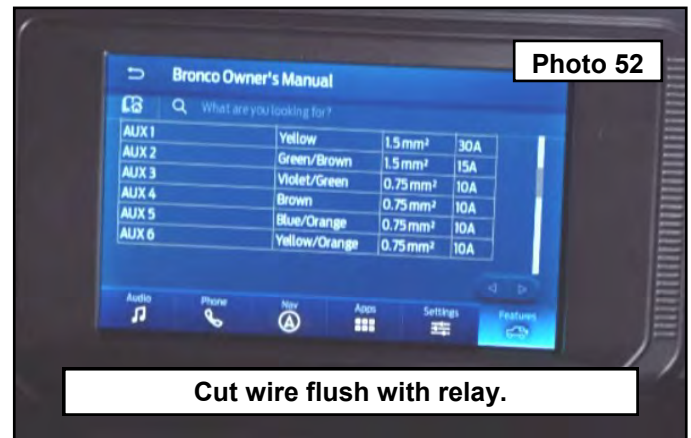 Photo 52
Bronco Owner's Manual
What are you looking for?
AUX 1 Yellow 1.5 mm² 30A
AUX 2 Green/Brown 1.5 mm² 15A
AUX 3 Violet/Green 0.75 mm² 10A
AUX 4 Brown 0.75 mm² 10A
AUX 5 Blue/Orange 0.75 mm² 10A
AUX 6 Yellow/Orange 0.75 mm² 10A
Audio Phone Nav Apps Settings Features
Cut wire flush with relay.